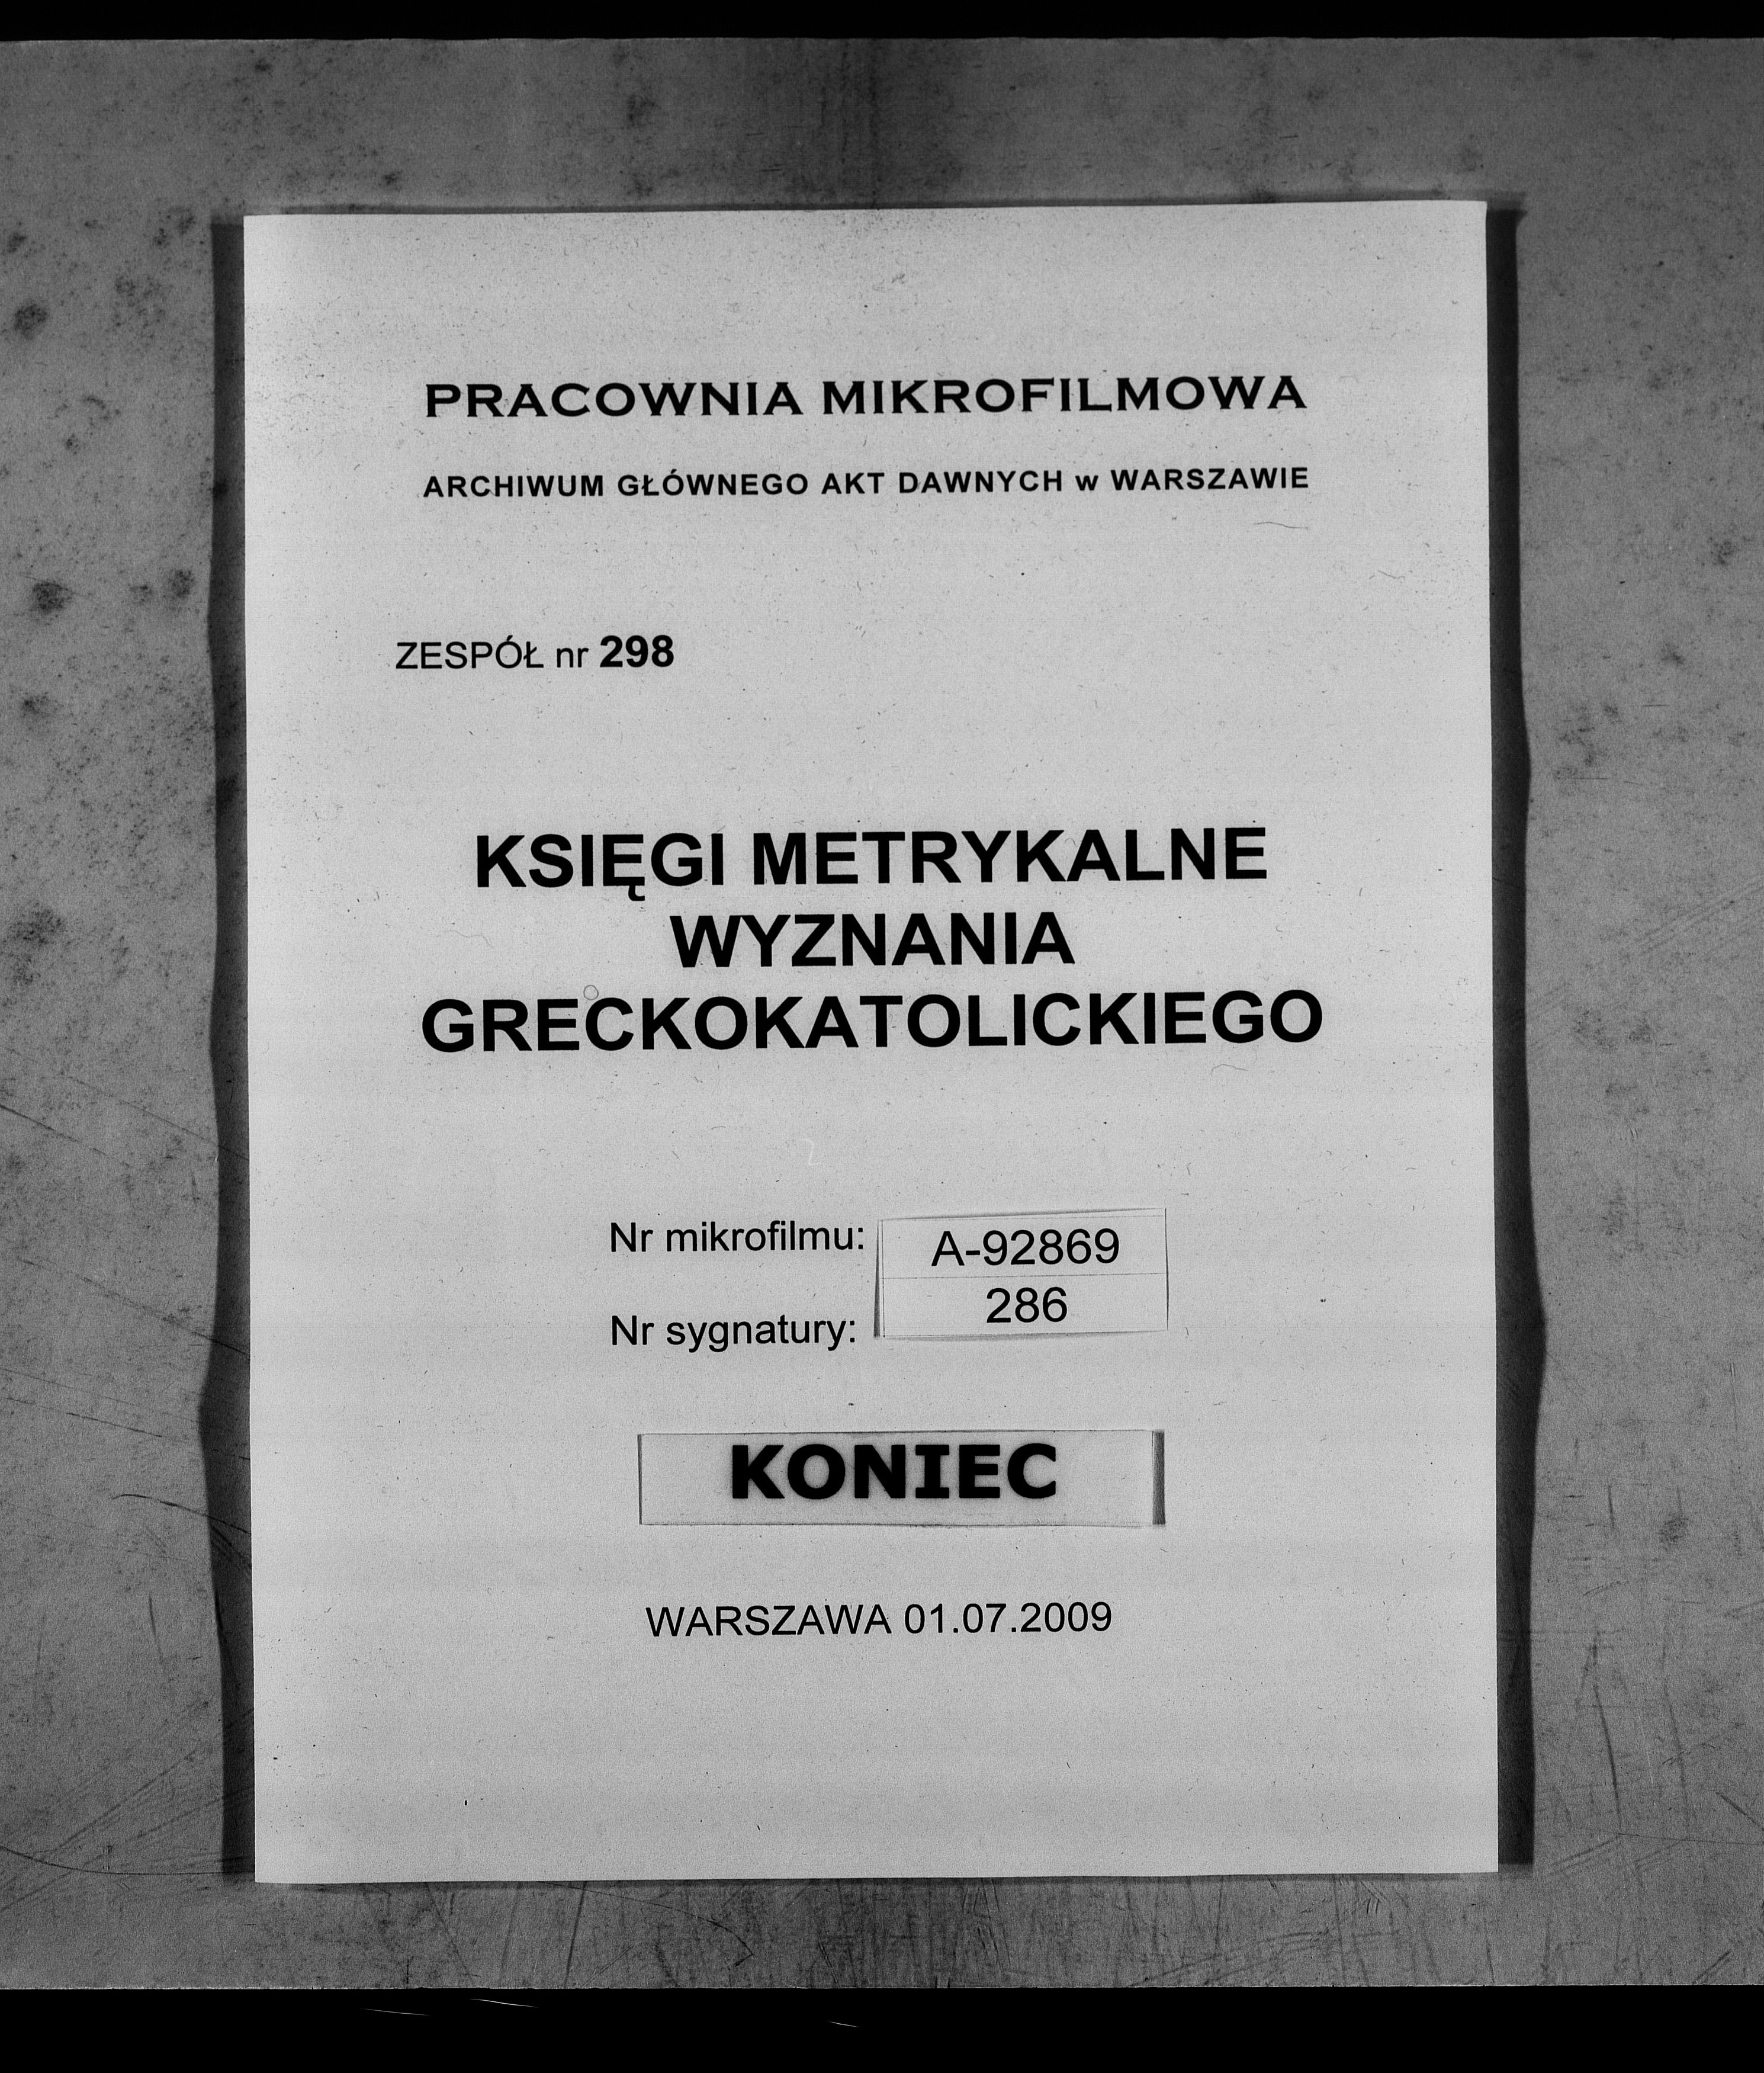 PRACOWNIA MIKROFILMOWA
ARCHIWUM GŁÓWNEGO AKT DAWNYCH w WARSZAWIE
ZESPÓŁ nr 298
KSIĘGI METRYKALNE
WYZNANIA
GRECKOKATOLICKIEGO
Nr mikrofilmu: A-92869
Nr sygnatury: 286
KONIEC
WARSZAWA 01.07.2009